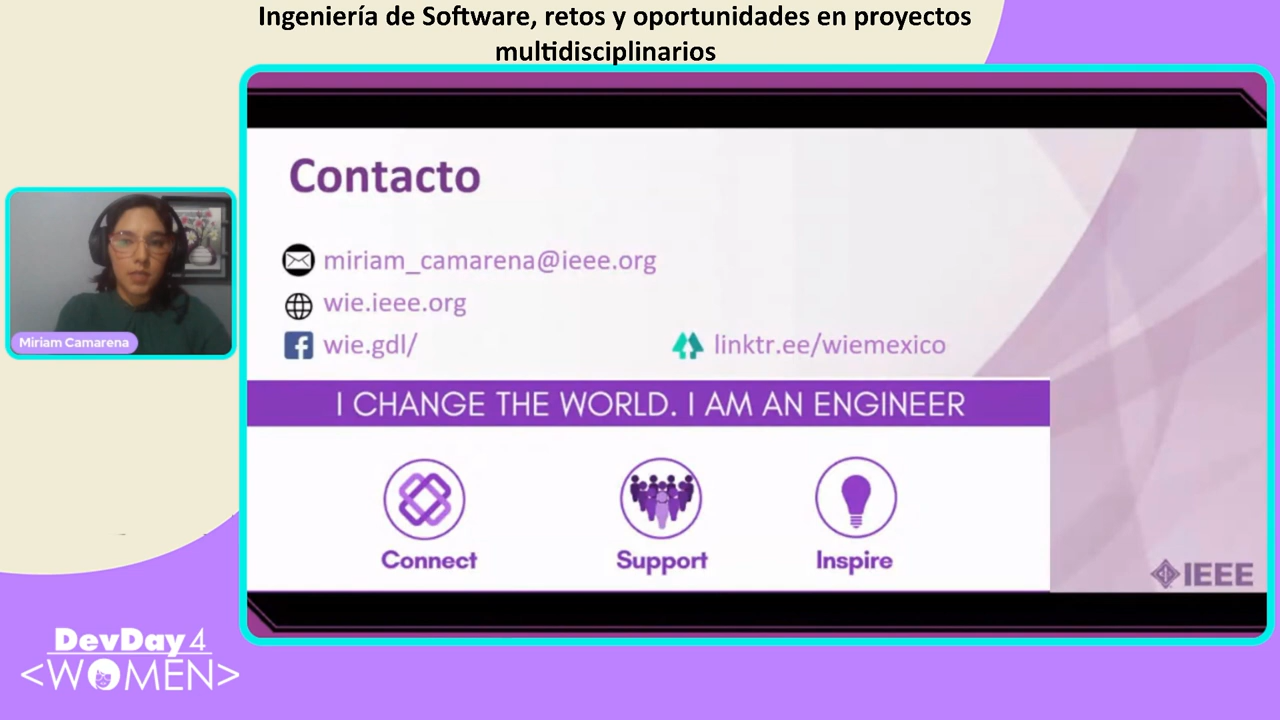 Ingeniería de Software, retos y oportunidades en proyectos
multidisciplinarios
Contacto
miriam_camarena@ieee.org
wie.ieee.org
wie.gdl/
linktr.ee/wiemexico
I CHANGE THE WORLD. I AM AN ENGINEER
Connect
Support
Inspire
IEEE
Miriam Camarena
DevDay4
<WOMEN>